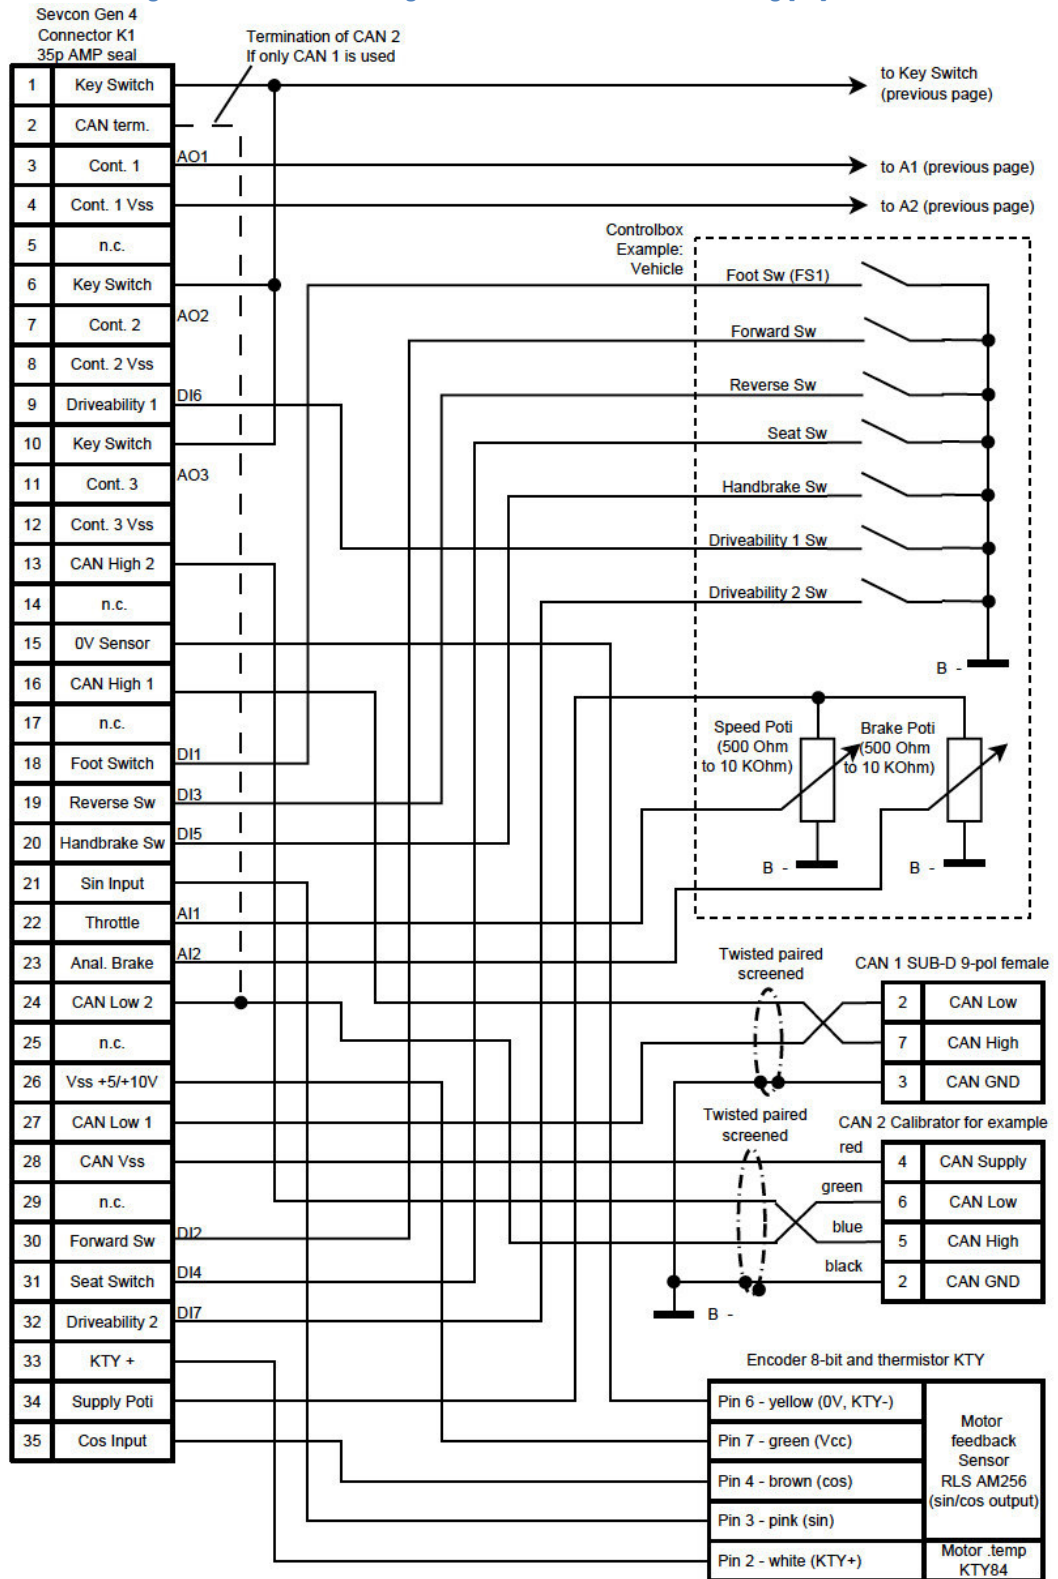 Sevcon Gen 4
Connector K1
35p AMP seal
Termination of CAN 2
If only CAN 1 is used
1 Key Switch
to Key Switch
(previous page)
2 CAN term.
3 Cont. 1 AO1
to A1 (previous page)
4 Cont. 1 Vss
to A2 (previous page)
5 n.c.
Controlbox
Example:
Vehicle
6 Key Switch
Foot Sw (FS1)
7 Cont. 2 AO2
Forward Sw
8 Cont. 2 Vss
Reverse Sw
9 Driveability 1 DI6
Seat Sw
10 Key Switch
11 Cont. 3 AO3
Handbrake Sw
12 Cont. 3 Vss
Driveability 1 Sw
13 CAN High 2
Driveability 2 Sw
14 n.c.
15 0V Sensor
B -
16 CAN High 1
17 n.c.
Speed Poti
(500 Ohm
to 10 KOhm)
Brake Poti
(500 Ohm
to 10 KOhm)
18 Foot Switch DI1
19 Reverse Sw DI3
20 Handbrake Sw DI5
B -
B -
21 Sin Input
22 Throttle AI1
23 Anal. Brake AI2
Twisted paired
screened
CAN 1 SUB-D 9-pol female
24 CAN Low 2
2 CAN Low
25 n.c.
7 CAN High
26 Vss +5/+10V
3 CAN GND
27 CAN Low 1
Twisted paired
screened
CAN 2 Calibrator for example
28 CAN Vss
red
4 CAN Supply
29 n.c.
green
6 CAN Low
30 Forward Sw DI2
blue
5 CAN High
31 Seat Switch DI4
black
2 CAN GND
32 Driveability 2 DI7
B -
33 KTY +
Encoder 8-bit and thermistor KTY
34 Supply Poti
Pin 6 - yellow (0V, KTY-)
35 Cos Input
Pin 7 - green (Vcc)
Pin 4 - brown (cos)
Pin 3 - pink (sin)
Motor
feedback
Sensor
RLS AM256
(sin/cos output)
Pin 2 - white (KTY+)
Motor .temp
KTY84